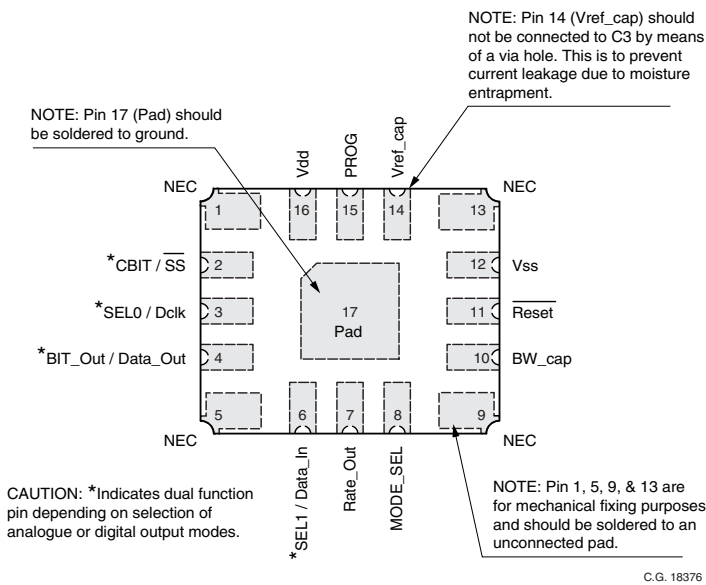 NOTE: Pin 14 (Vref_cap) should
not be connected to C3 by means
of a via hole. This is to prevent
current leakage due to moisture
entrapment.
NOTE: Pin 17 (Pad) should
be soldered to ground.
Vdd
PROG
Vref_cap
NEC
NEC
1
16
15
14
13
*CBIT / SS
2
12
Vss
*SEL0 / Dclk
3
17
Pad
11
Reset
*BIT_Out / Data_Out
4
10
BW_cap
5
6
7
8
9
NEC
NEC
*SEL1 / Data_In
Rate_Out
MODE_SEL
CAUTION: *Indicates dual function
pin depending on selection of
analogue or digital output modes.
NOTE: Pin 1, 5, 9, & 13 are
for mechanical fixing purposes
and should be soldered to an
unconnected pad.
C.G. 18376